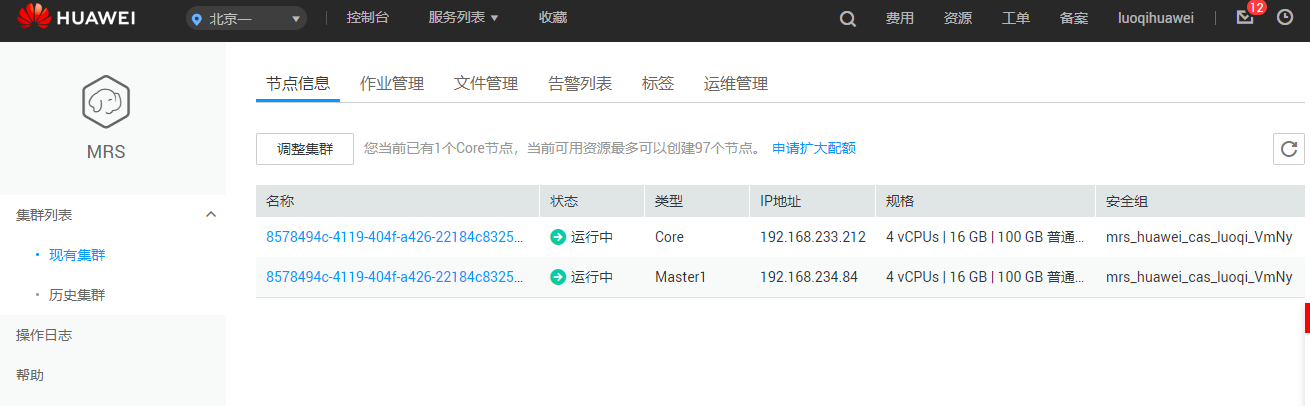 HUAWEI 北京一 控制台 服务列表 收藏 费用 资源 工单 备案 luoqihuawei 12
MRS
集群列表
现有集群
历史集群
操作日志
帮助
节点信息 作业管理 文件管理 告警列表 标签 运维管理
调整集群 您当前已有1个Core节点，当前可用资源最多可以创建97个节点。 申请扩大配额
名称 状态 类型 IP地址 规格 安全组
8578494c-4119-404f-a426-22184c8325... 运行中 Core 192.168.233.212 4 vCPUs | 16 GB | 100 GB 普通... mrs_huawei_cas_luoqi_VmNy
8578494c-4119-404f-a426-22184c8325... 运行中 Master1 192.168.234.84 4 vCPUs | 16 GB | 100 GB 普通... mrs_huawei_cas_luoqi_VmNy